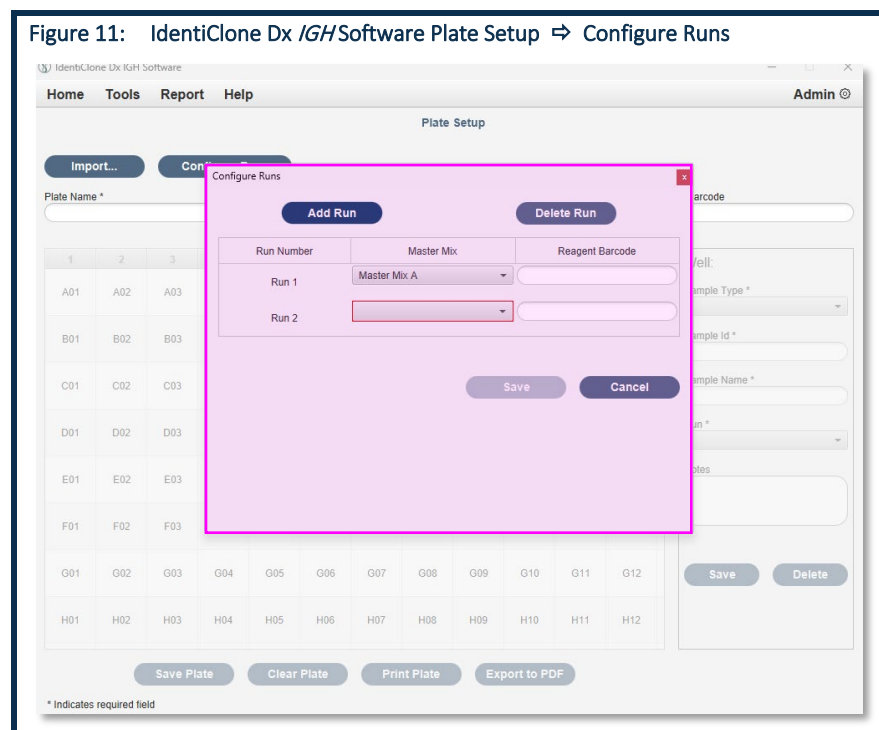 Figure 11: IdentiClone Dx IGH Software Plate Setup ⇨ Configure Runs
IdentiClone Dx IGH Software
Home Tools Report Help Admin
Plate Setup
Import...
Configure Runs
x
Plate Name *
arcode
Add Run Delete Run
Run Number Master Mix Reagent Barcode
1 2 3
ell:
Run 1 Master Mix A
A01 A02 A03
ample Type *
Run 2
B01 B02 B03
ample Id *
C01 C02 C03
Save Cancel
ample Name *
D01 D02 D03
un *
E01 E02 E03
otes
F01 F02 F03
G01 G02 G03 G04 G05 G06 G07 G08 G09 G10 G11 G12
Save Delete
H01 H02 H03 H04 H05 H06 H07 H08 H09 H10 H11 H12
Save Plate Clear Plate Print Plate Export to PDF
* Indicates required field